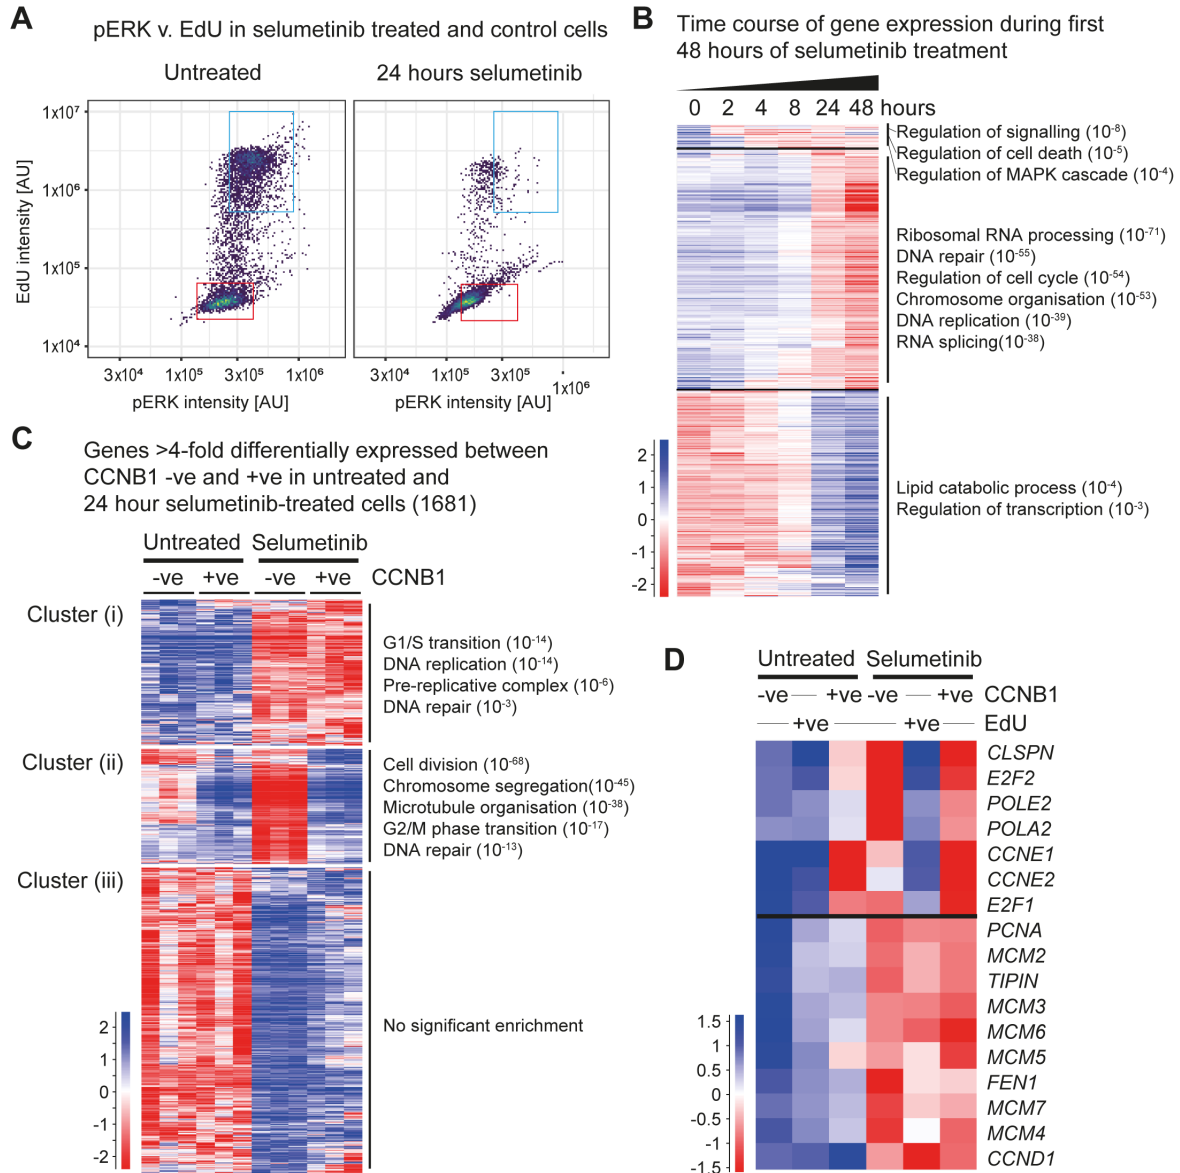 A
pERK v. EdU in selumetinib treated and control cells
Untreated
24 hours selumetinib
1x10⁷
1x10⁶
1x10⁵
1x10⁴
EdU intensity [AU]
3x10⁴ 1x10⁵ 3x10⁵ 1x10⁶
pERK intensity [AU]
3x10⁴ 1x10⁵ 3x10⁵ 1x10⁶
pERK intensity [AU]
B
Time course of gene expression during first
48 hours of selumetinib treatment
0 2 4 8 24 48 hours
Regulation of signalling (10⁻⁸)
Regulation of cell death (10⁻⁵)
Regulation of MAPK cascade (10⁻⁴)
Ribosomal RNA processing (10⁻⁷¹)
DNA repair (10⁻⁵⁵)
Regulation of cell cycle (10⁻⁵⁴)
Chromosome organisation (10⁻⁵³)
DNA replication (10⁻³⁹)
RNA splicing(10⁻³⁸)
Lipid catabolic process (10⁻⁴)
Regulation of transcription (10⁻³)
2
1
0
-1
-2
C
Genes >4-fold differentially expressed between
CCNB1 -ve and +ve in untreated and
24 hour selumetinib-treated cells (1681)
Untreated Selumetinib
-ve +ve -ve +ve CCNB1
Cluster (i)
G1/S transition (10⁻¹⁴)
DNA replication (10⁻¹⁴)
Pre-replicative complex (10⁻⁶)
DNA repair (10⁻³)
Cluster (ii)
Cell division (10⁻⁶⁸)
Chromosome segregation(10⁻⁴⁵)
Microtubule organisation (10⁻³⁸)
G2/M phase transition (10⁻¹⁷)
DNA repair (10⁻¹³)
Cluster (iii)
No significant enrichment
2
1
0
-1
-2
D
Untreated Selumetinib
-ve +ve -ve +ve CCNB1
+ve +ve EdU
CLSPN
E2F2
POLE2
POLA2
CCNE1
CCNE2
E2F1
PCNA
MCM2
TIPIN
MCM3
MCM6
MCM5
FEN1
MCM7
MCM4
CCND1
1.5
1
0.5
0
-0.5
-1
-1.5